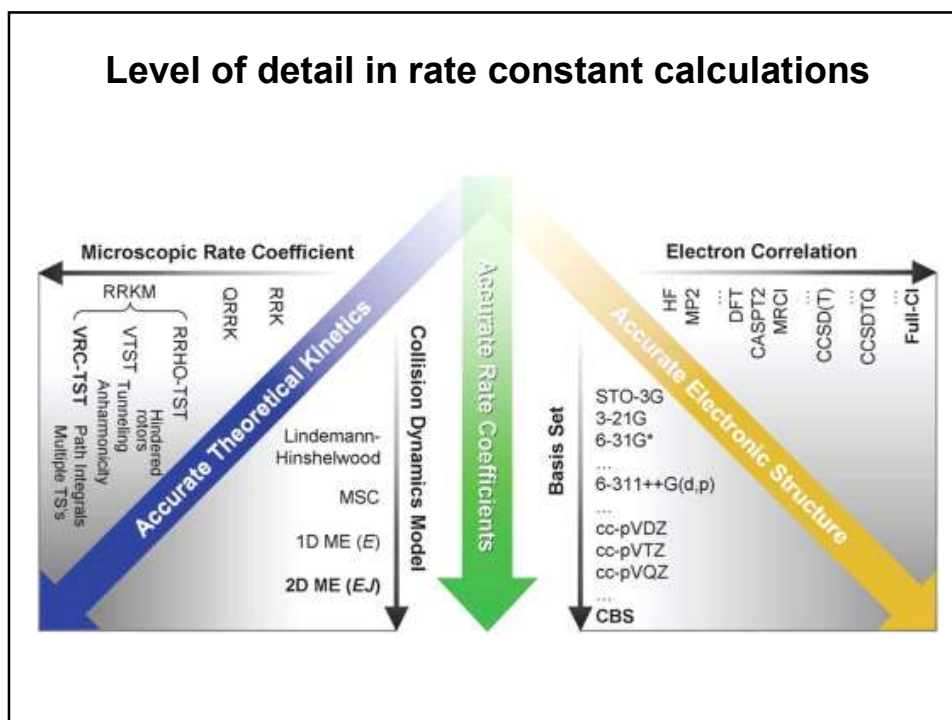 Level of detail in rate constant calculations
Microscopic Rate Coefficient
RRKM
VRC-TST
VTST
RRHO-TST
QRRK
RRK
Path Integrals
Multiple TS's
Tunneling
Anharmonicity
Hindered
rotors
Accurate Theoretical Kinetics
Collision Dynamics Model
Lindemann-
Hinshelwood
MSC
1D ME (E)
2D ME (EJ)
Accurate Rate Coefficients
Electron Correlation
HF
MP2
...
DFT
CASPT2
MRCI
...
CCSD(T)
...
CCSDTQ
...
Full-CI
Accurate Electronic Structure
Basis Set
STO-3G
3-21G
6-31G*
...
6-311++G(d,p)
...
cc-pVDZ
cc-pVTZ
cc-pVQZ
...
CBS